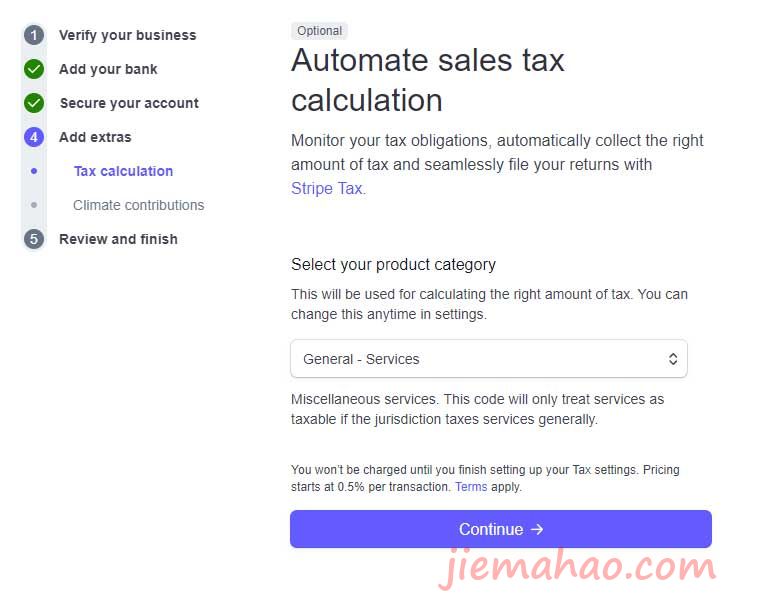 1 Verify your business
Add your bank
Secure your account
4 Add extras
Tax calculation
Climate contributions
5 Review and finish
Optional
Automate sales tax
calculation
Monitor your tax obligations, automatically collect the right
amount of tax and seamlessly file your returns with
Stripe Tax.
Select your product category
This will be used for calculating the right amount of tax. You can
change this anytime in settings.
General - Services
Miscellaneous services. This code will only treat services as
taxable if the jurisdiction taxes services generally.
You won’t be charged until you finish setting up your Tax settings. Pricing
starts at 0.5% per transaction. Terms apply.
Continue →
jiemahao.com